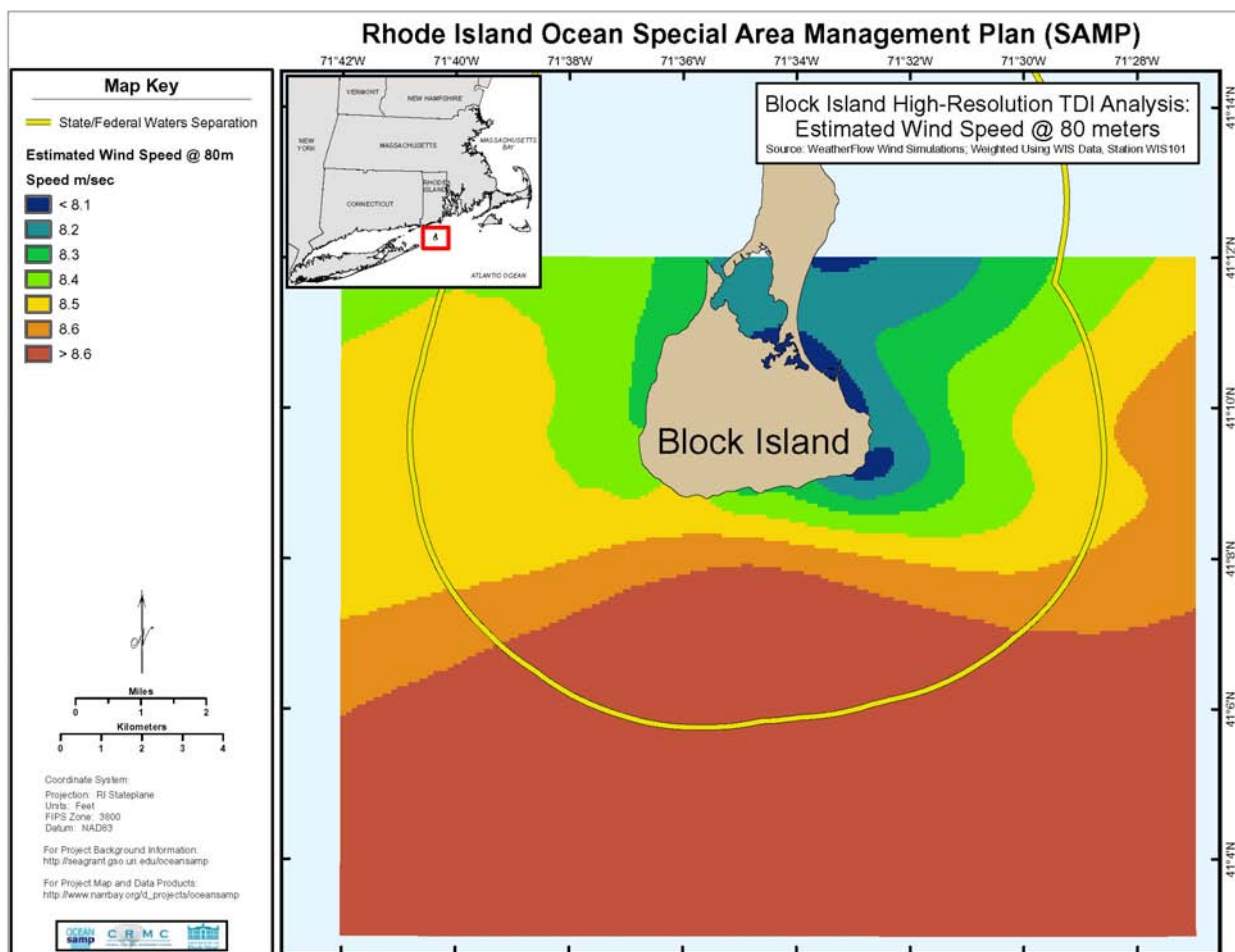 Rhode Island Ocean Special Area Management Plan (SAMP)
71°42'W 71°40'W 71°38'W 71°36'W 71°34'W 71°32'W 71°30'W 71°28'W
Map Key
State/Federal Waters Separation
Estimated Wind Speed @ 80m
Speed m/sec
< 8.1
8.2
8.3
8.4
8.5
8.6
> 8.6
Miles
0 1 2
Kilometers
0 1 2 3 4
Coordinate System:
Projection: RI Stateplane
Units: Feet
FIPS Zone: 3800
Datum: NAD83
For Project Background Information:
http://seagrant.gso.uri.edu/oceansamp
For Project Map and Data Products:
http://www.narrbay.org/d_projects/oceansamp
OCEAN
samp
CRMC
VERMONT
NEW HAMPSHIRE
NEW
YORK
MASSACHUSETTS
MASSACHUSETTS
BAY
CONNECTICUT
RHODE
ISLAND
ATLANTIC OCEAN
Block Island High-Resolution TDI Analysis:
Estimated Wind Speed @ 80 meters
Source: WeatherFlow Wind Simulations; Weighted Using WIS Data, Station WIS101
Block Island
41°14'N
41°12'N
41°10'N
41°8'N
41°6'N
41°4'N